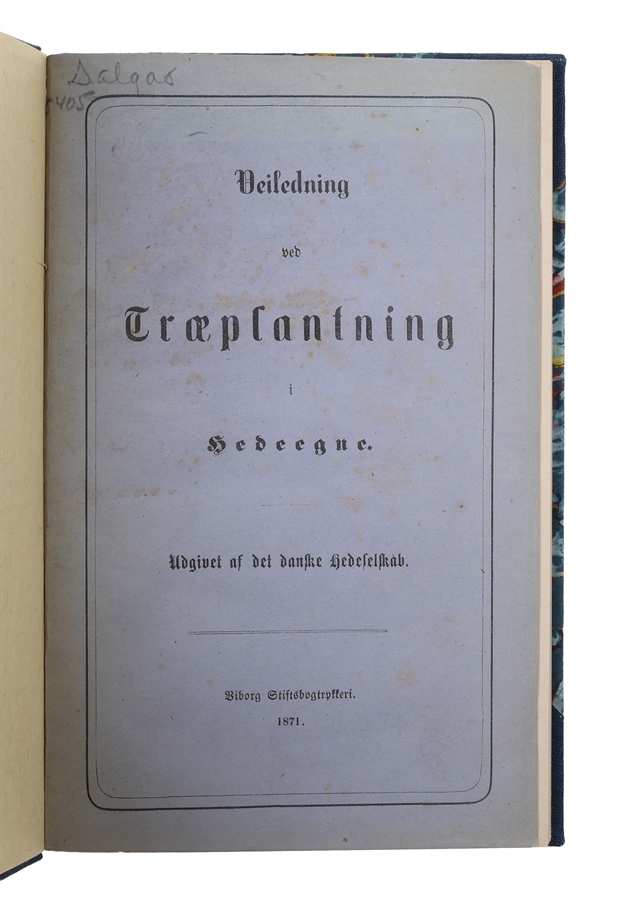 Dalgas
405
Veiledning
ved
Træplantning
i
Hedeegne.
Udgivet af det danske Hedeselskab.
Viborg Stiftsbogtrykkeri.
1871.